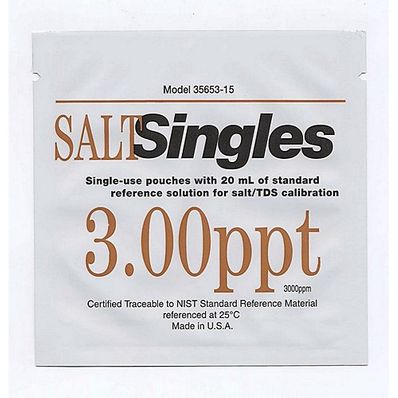 Model 35653-15
SALTSingles
Single-use pouches with 20 mL of standard
reference solution for salt/TDS calibration
3.00ppt
3000ppm
Certified Traceable to NIST Standard Reference Material
referenced at 25°C
Made in U.S.A.